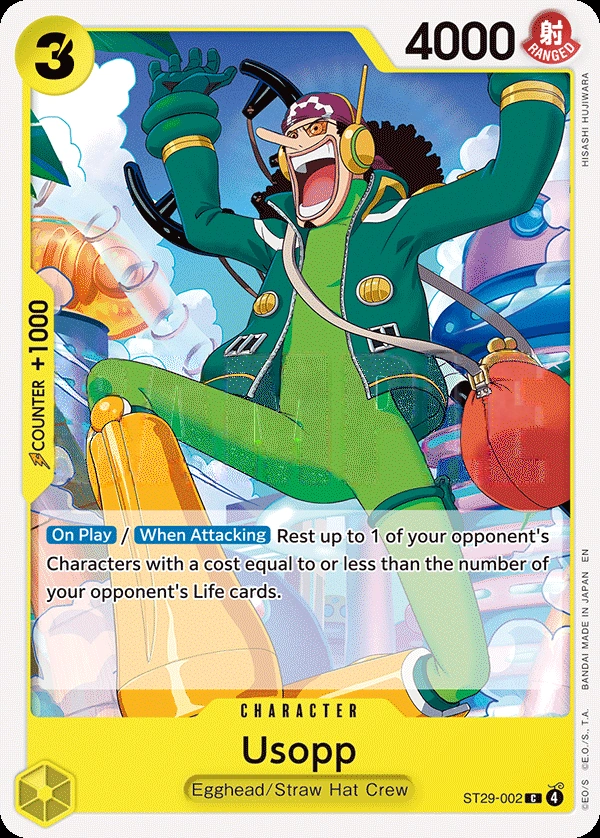 3
4000
射
RANGED
HISASHI HUJIWARA
COUNTER +1000
SAMPLE
On Play / When Attacking Rest up to 1 of your opponent's
Characters with a cost equal to or less than the number of
your opponent's Life cards.
CHARACTER
Usopp
Egghead/Straw Hat Crew
ST29-002 C 4
©EO/S ©E.O./S., T.A. BANDAI MADE IN JAPAN EN